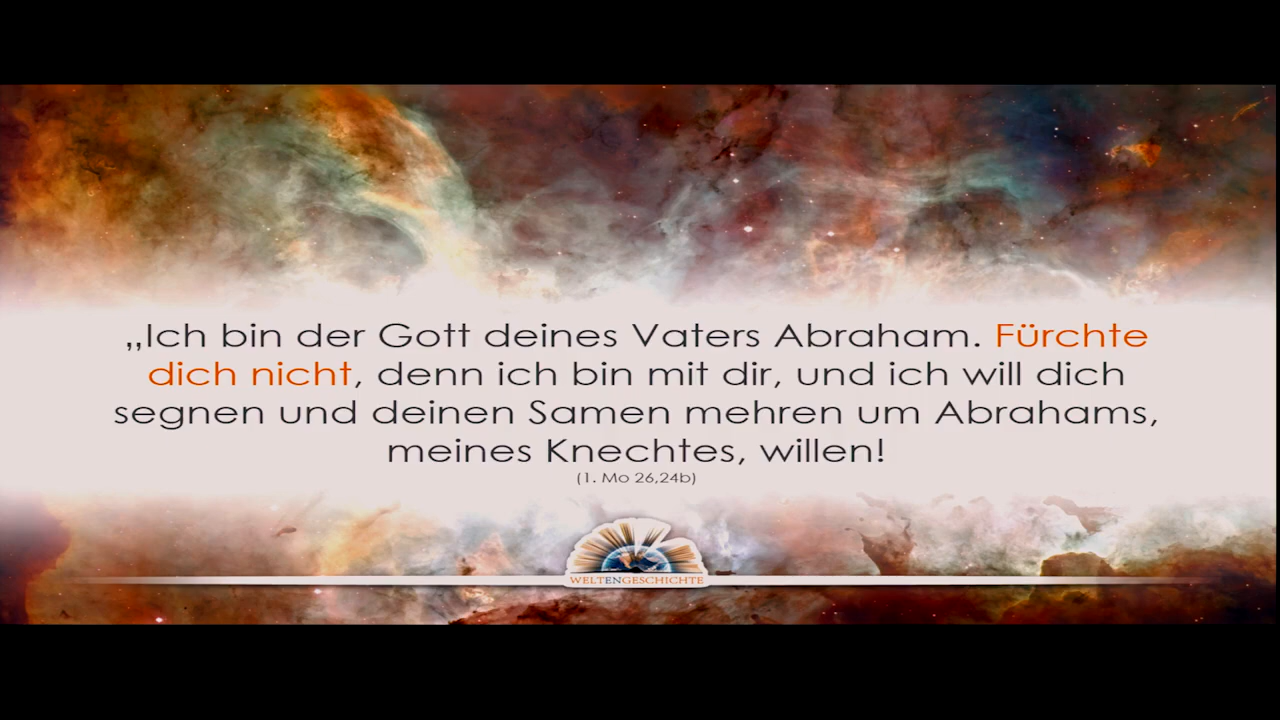 „Ich bin der Gott deines Vaters Abraham. Fürchte
dich nicht, denn ich bin mit dir, und ich will dich
segnen und deinen Samen mehren um Abrahams,
meines Knechtes, willen!
(1. Mo 26,24b)
WELTENGESCHICHTE